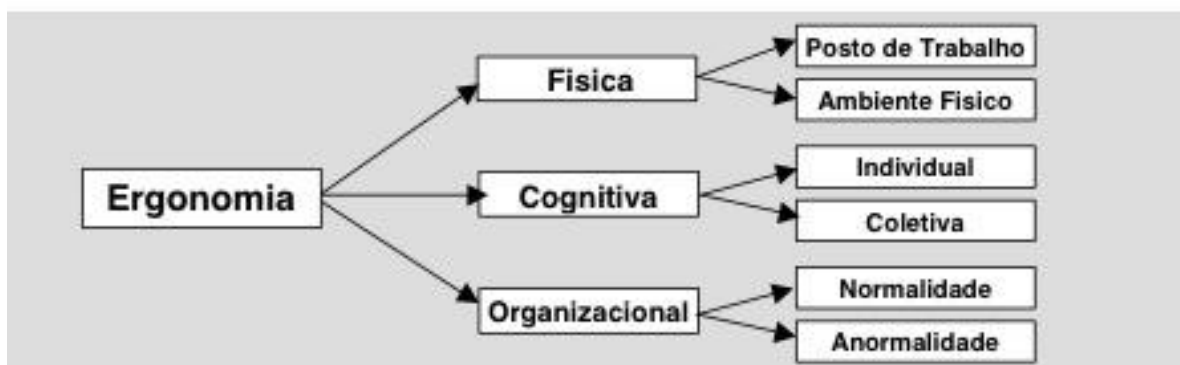 Ergonomia
Fisica
Posto de Trabalho
Ambiente Fisico
Cognitiva
Individual
Coletiva
Organizacional
Normalidade
Anormalidade